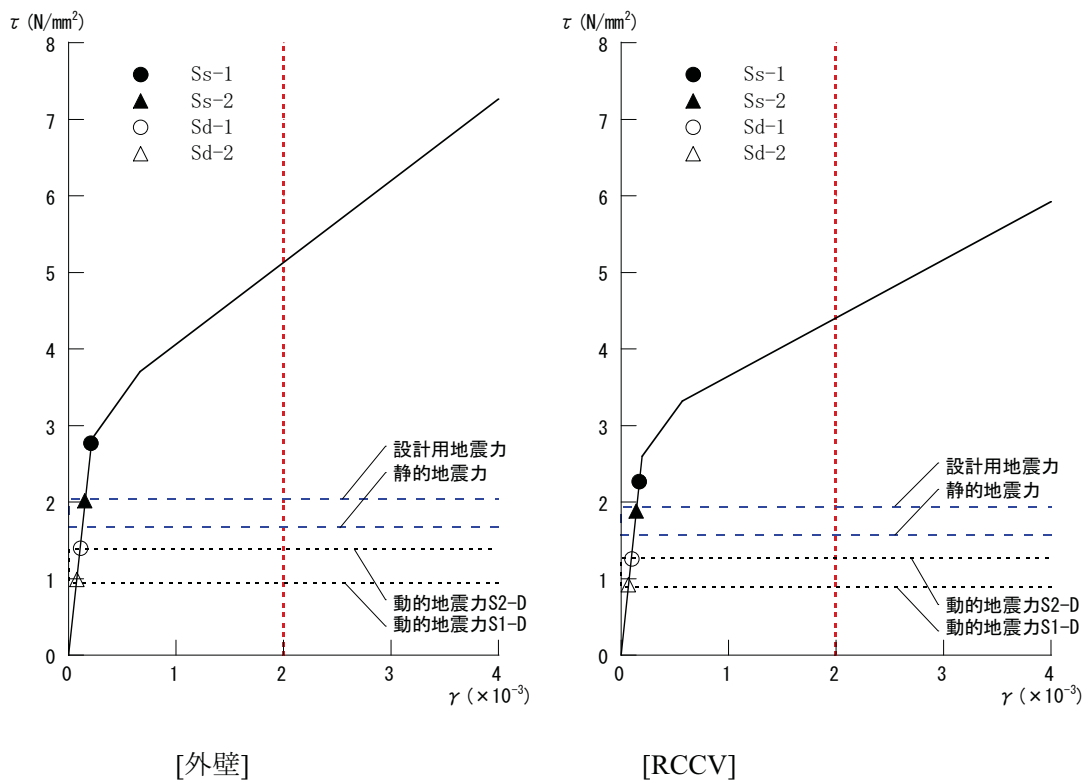 τ (N/mm²)
8
7
6
5
4
3
2
1
0
Ss-1
Ss-2
Sd-1
Sd-2
設計用地震力
静的地震力
動的地震力S2-D
動的地震力S1-D
0
1
2
3
4
γ (×10⁻³)
[外壁]
τ (N/mm²)
8
7
6
5
4
3
2
1
0
Ss-1
Ss-2
Sd-1
Sd-2
設計用地震力
静的地震力
動的地震力S2-D
動的地震力S1-D
0
1
2
3
4
γ (×10⁻³)
[RCCV]